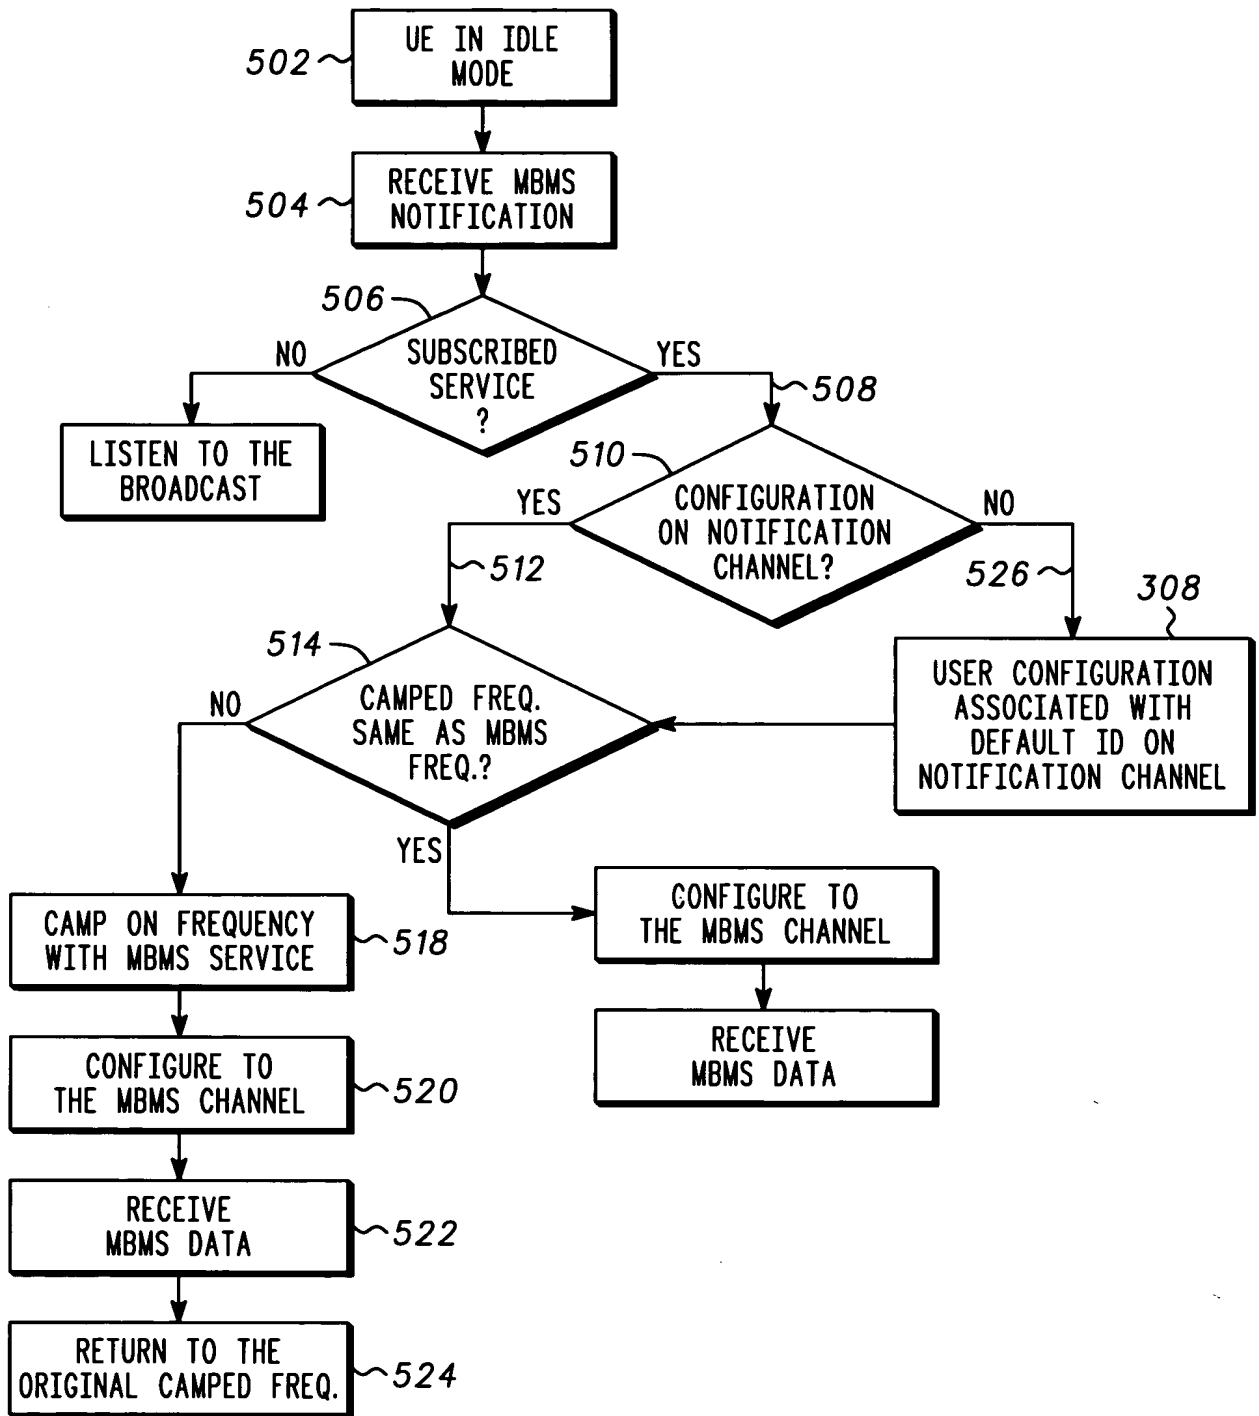 UE IN IDLE
MODE
502
RECEIVE MBMS
NOTIFICATION
504
506
SUBSCRIBED
SERVICE
?
NO
YES
508
LISTEN TO THE
BROADCAST
510
CONFIGURATION
ON NOTIFICATION
CHANNEL?
YES
NO
512
526
308
USER CONFIGURATION
ASSOCIATED WITH
DEFAULT ID ON
NOTIFICATION CHANNEL
514
CAMPED FREQ.
SAME AS MBMS
FREQ.?
NO
YES
CONFIGURE TO
THE MBMS CHANNEL
RECEIVE
MBMS DATA
CAMP ON FREQUENCY
WITH MBMS SERVICE
518
CONFIGURE TO
THE MBMS CHANNEL
520
RECEIVE
MBMS DATA
522
RETURN TO THE
ORIGINAL CAMPED FREQ.
524